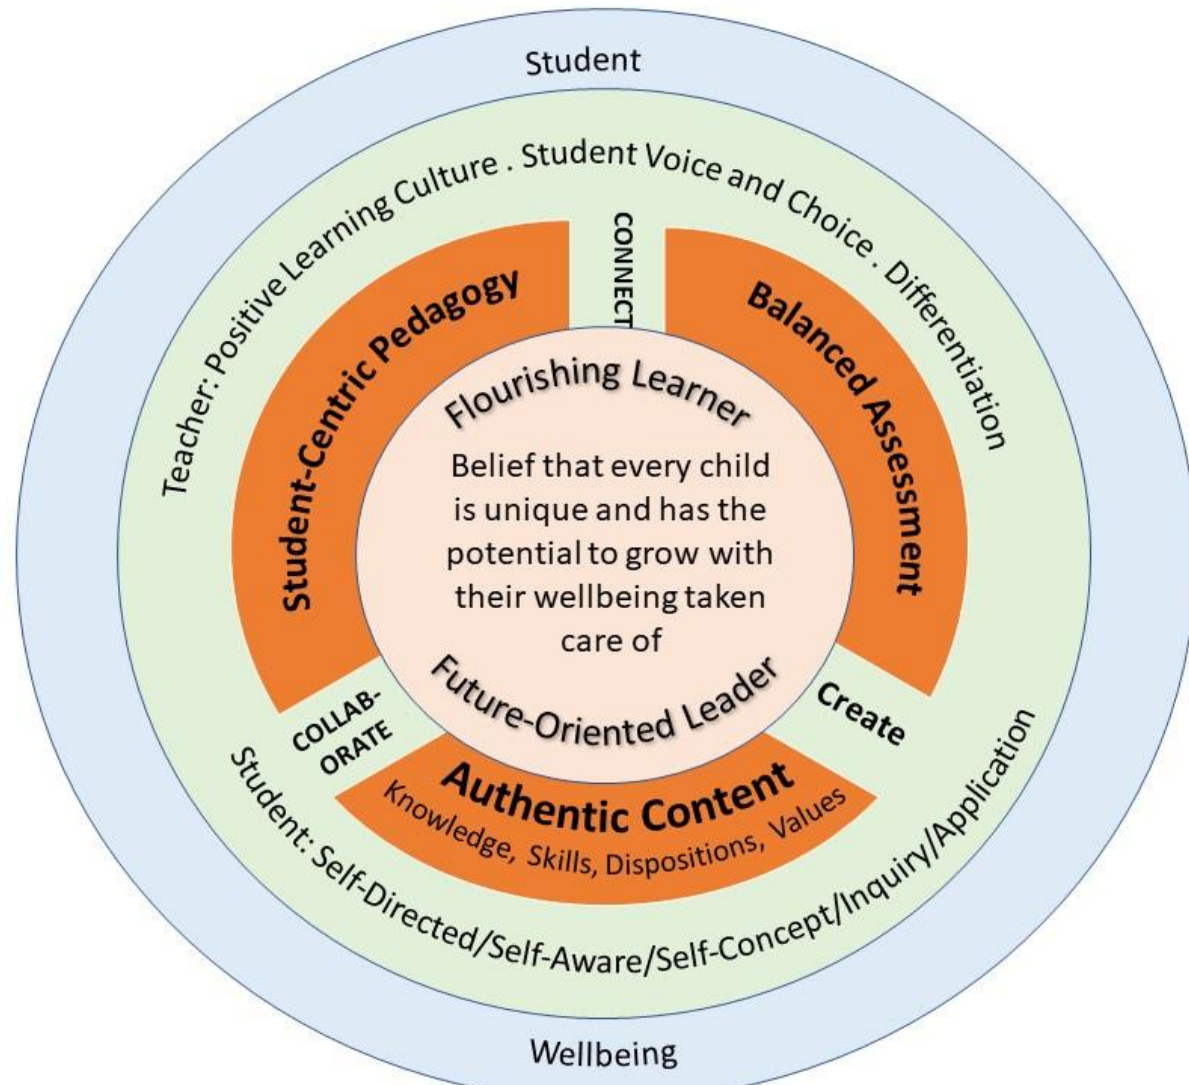 Student
Teacher: Positive Learning Culture . Student Voice and Choice . Differentiation
CONNECT
Student-Centric Pedagogy
Balanced Assessment
Flourishing Learner
Belief that every child
is unique and has the
potential to grow with
their wellbeing taken
care of
Future-Oriented Leader
COLLAB-
ORATE
Create
Authentic Content
Knowledge, Skills, Dispositions, Values
Student: Self-Directed/Self-Aware/Self-Concept/Inquiry/Application
Wellbeing